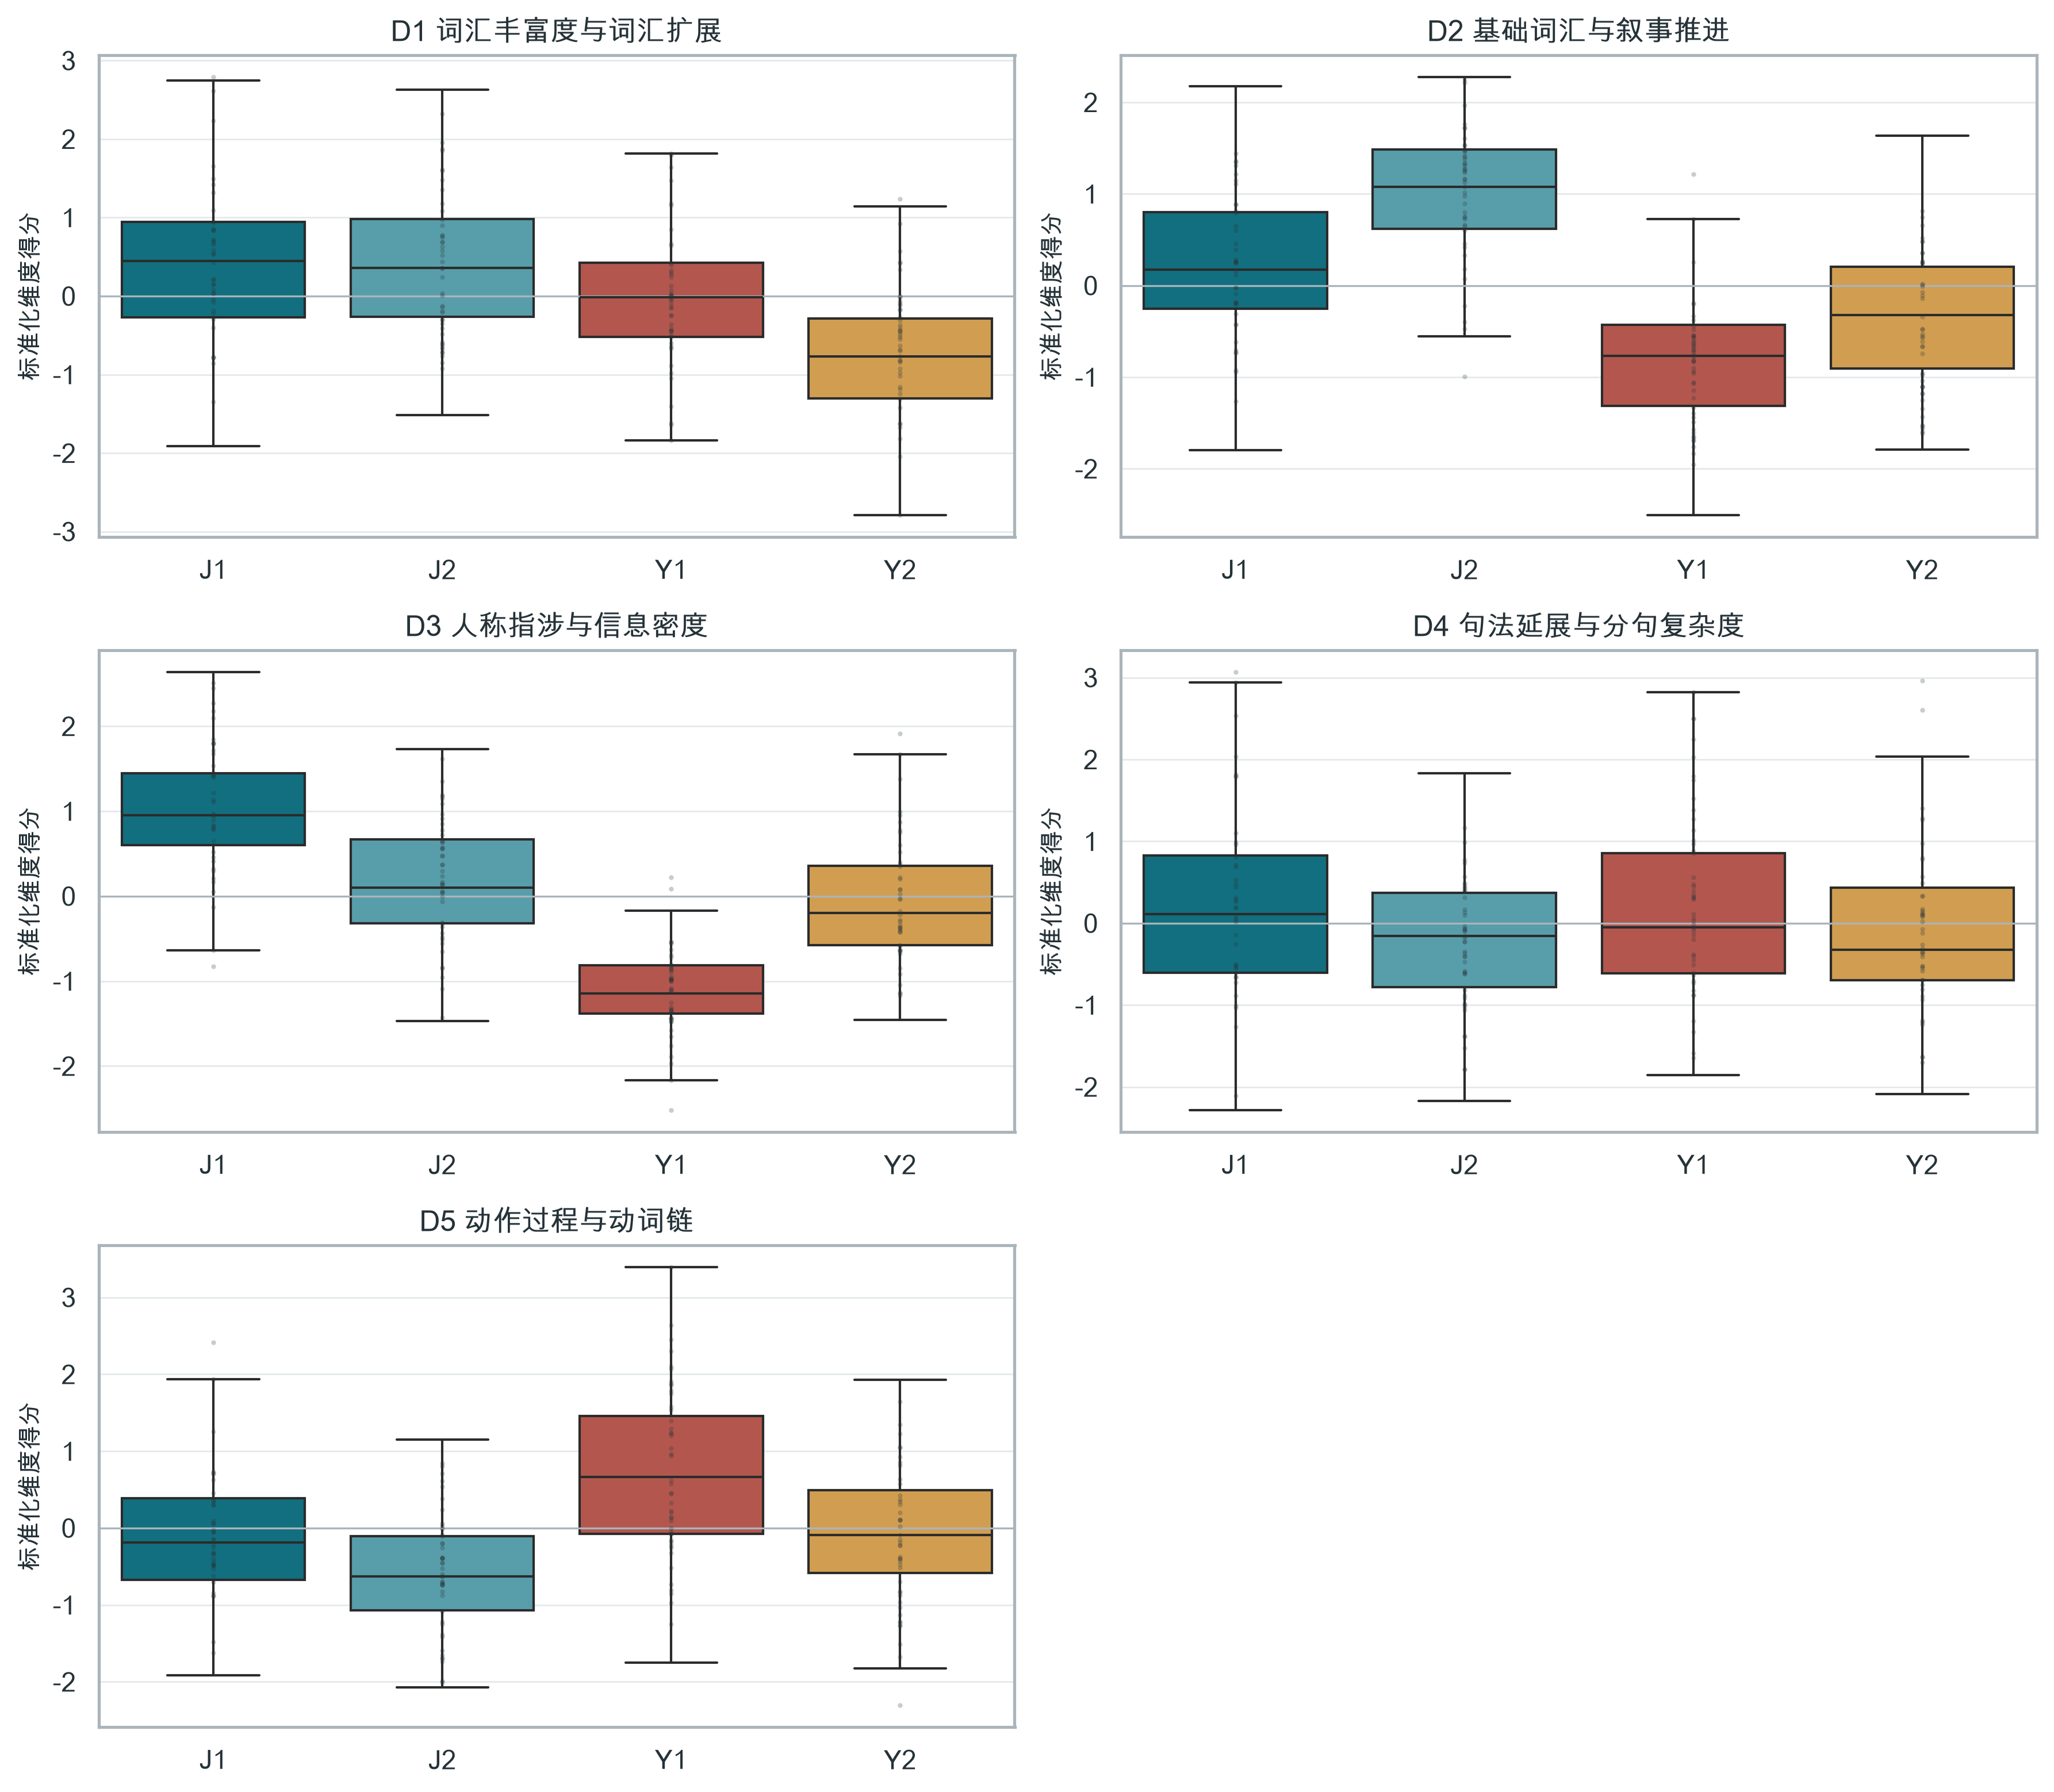 D1 词汇丰富度与词汇扩展
标准化维度得分
3
2
1
0
-1
-2
-3
J1 J2 Y1 Y2
D2 基础词汇与叙事推进
标准化维度得分
2
1
0
-1
-2
J1 J2 Y1 Y2
D3 人称指涉与信息密度
标准化维度得分
2
1
0
-1
-2
J1 J2 Y1 Y2
D4 句法延展与分句复杂度
标准化维度得分
3
2
1
0
-1
-2
J1 J2 Y1 Y2
D5 动作过程与动词链
标准化维度得分
3
2
1
0
-1
-2
J1 J2 Y1 Y2